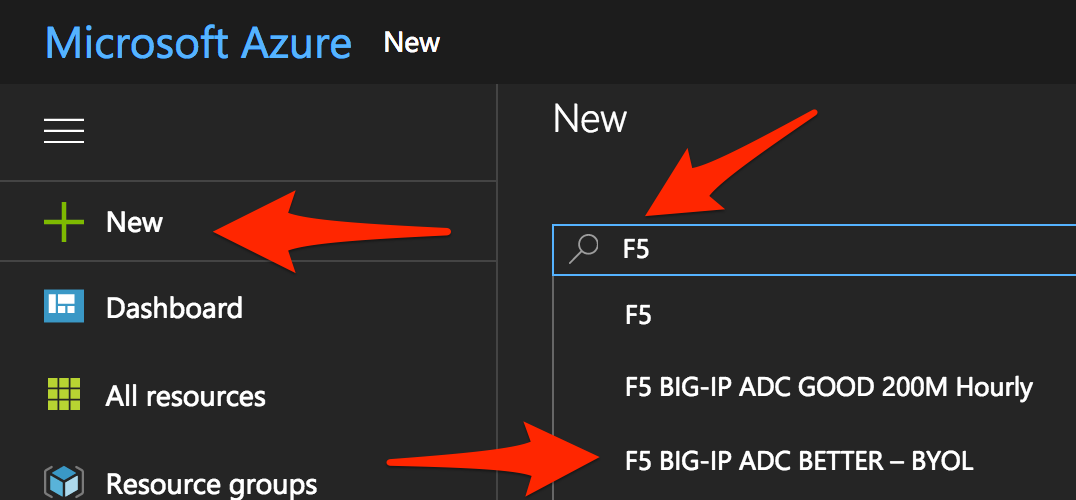 Microsoft Azure New
New
New
F5
F5
Dashboard
F5 BIG-IP ADC GOOD 200M Hourly
All resources
F5 BIG-IP ADC BETTER – BYOL
Resource groups